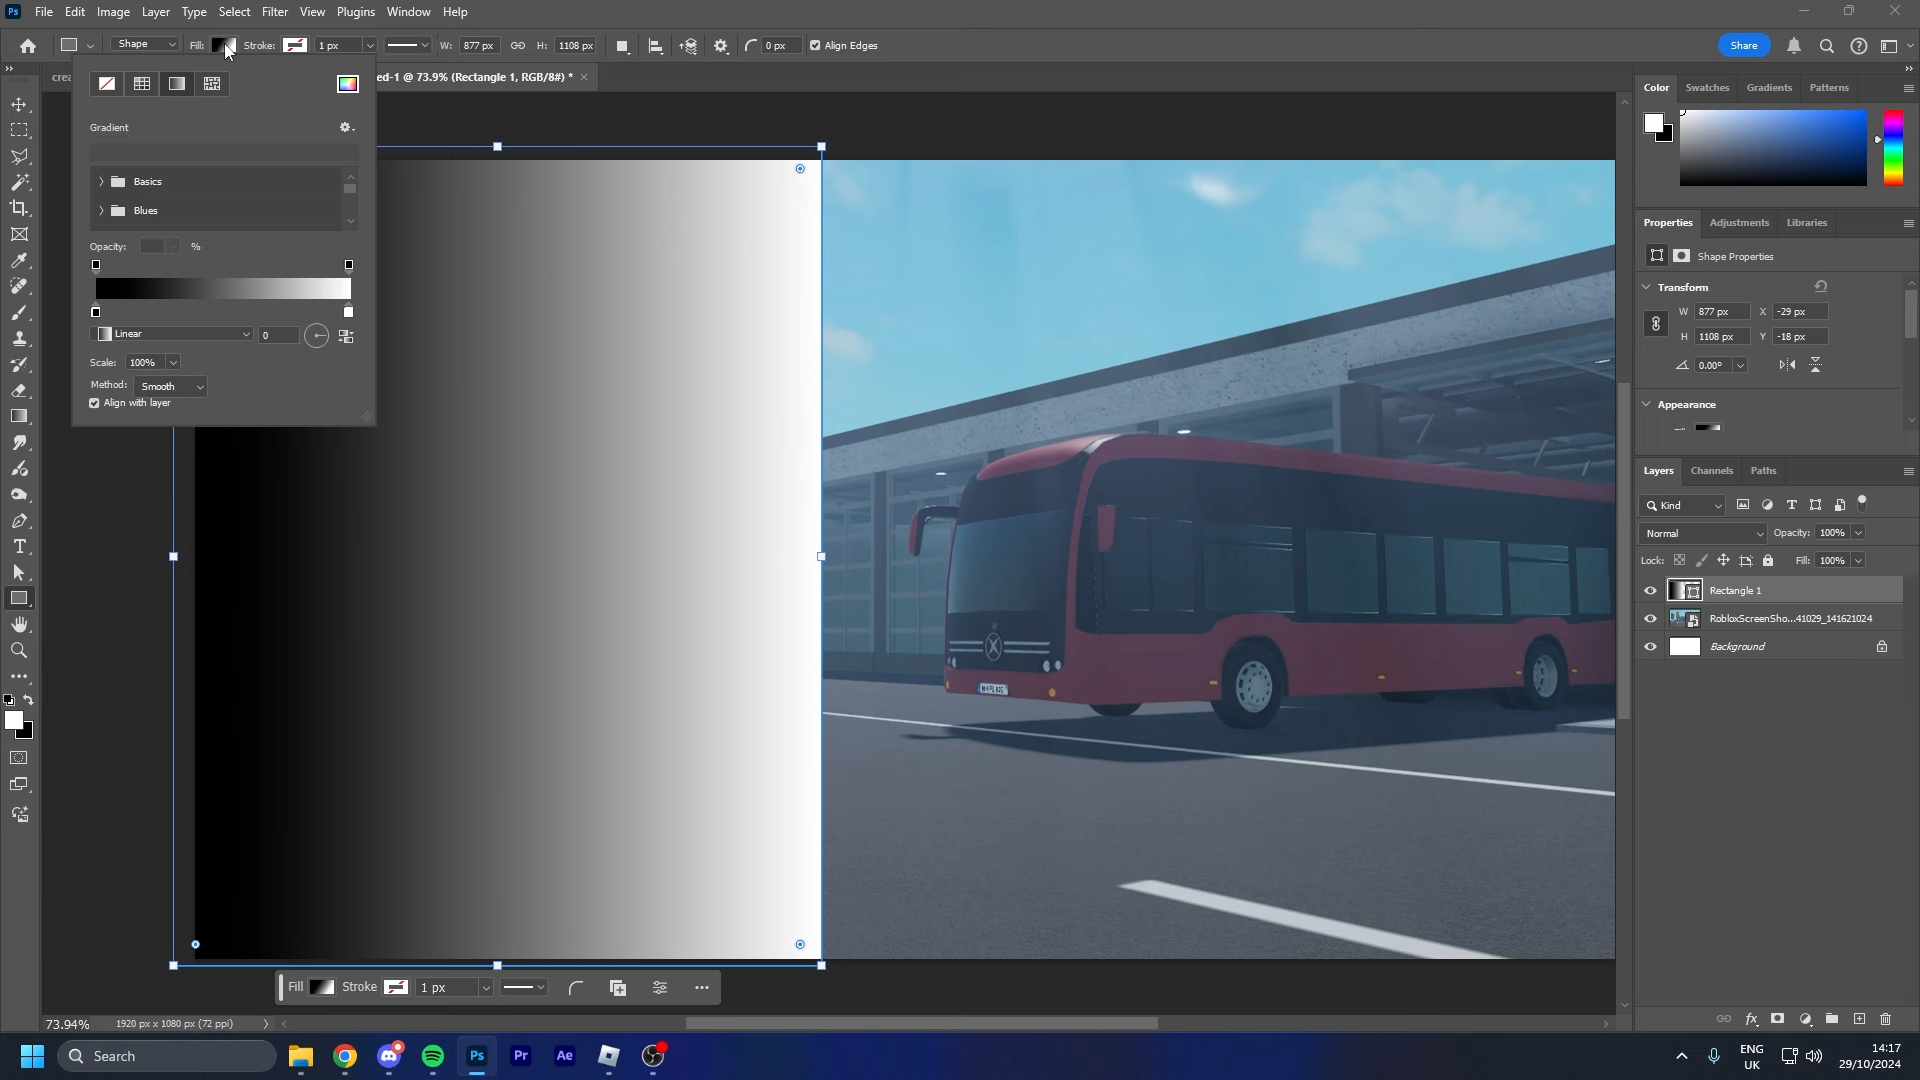 Ps File Edit Image Layer Type Select Filter View Plugins Window Help
Shape Fill: Stroke: 1 px W: 877 px H: 1108 px 0 px Align Edges Share
ed-1 @ 73.9% (Rectangle 1, RGB/8#) *
Gradient
Basics
Blues
Opacity: %
Linear 0
Scale: 100%
Method: Smooth
Align with layer
Fill Stroke 1 px
73.94% 1920 px x 1080 px (72 ppi)
Color Swatches Gradients Patterns
Properties Adjustments Libraries
Shape Properties
Transform
W 877 px X -29 px
H 1108 px Y -18 px
0.00°
Appearance
Layers Channels Paths
Kind
Normal Opacity: 100%
Lock: Fill: 100%
Rectangle 1
RobloxScreenSho...41029_141621024
Background
Search Ps Pr Ae
ENG
UK
14:17
29/10/2024